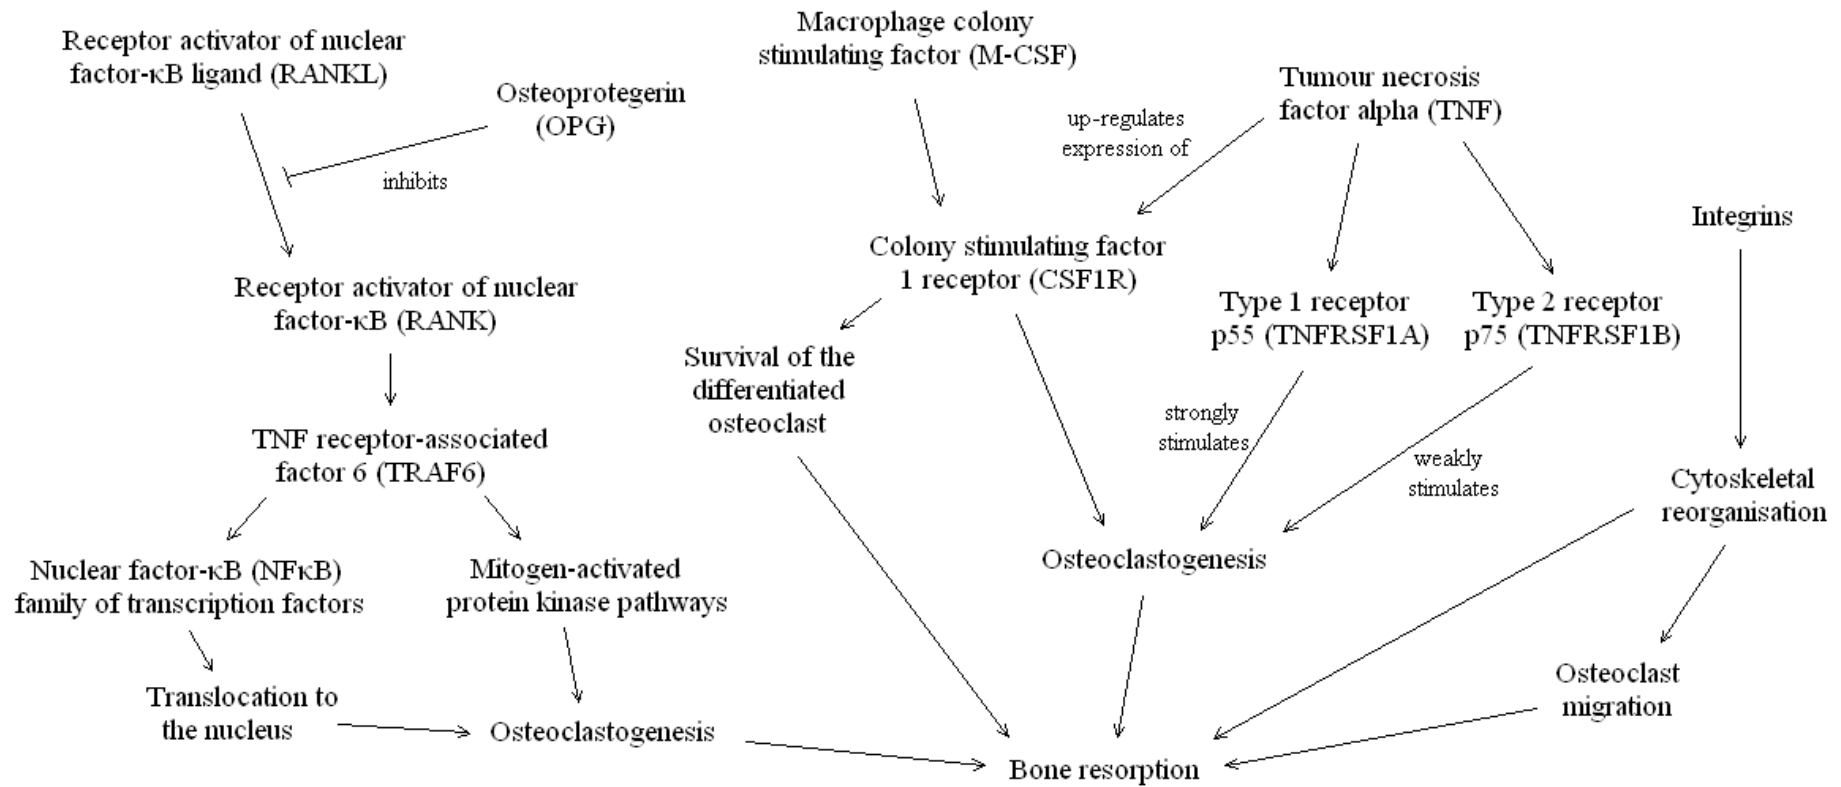 Receptor activator of nuclear
factor-κB ligand (RANKL)
Osteoprotegerin
(OPG)
inhibits
Receptor activator of nuclear
factor-κB (RANK)
TNF receptor-associated
factor 6 (TRAF6)
Nuclear factor-κB (NFκB)
family of transcription factors
Mitogen-activated
protein kinase pathways
Translocation to
the nucleus
Osteoclastogenesis
Macrophage colony
stimulating factor (M-CSF)
Tumour necrosis
factor alpha (TNF)
up-regulates
expression of
Colony stimulating factor
1 receptor (CSF1R)
Survival of the
differentiated
osteoclast
Type 1 receptor
p55 (TNFRSF1A)
Type 2 receptor
p75 (TNFRSF1B)
strongly
stimulates
weakly
stimulates
Osteoclastogenesis
Integrins
Cytoskeletal
reorganisation
Osteoclast
migration
Bone resorption